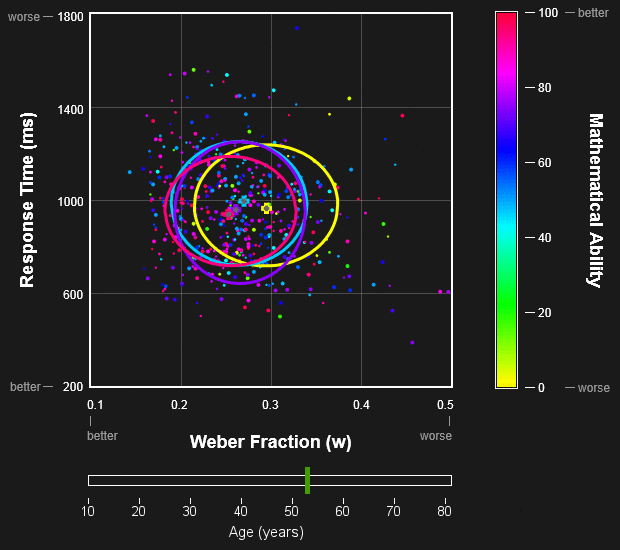 worse
1800
1400
1000
600
better
200
Response Time (ms)
0.1
0.2
0.3
0.4
0.5
better
worse
Weber Fraction (w)
100
better
80
60
40
20
0
worse
Mathematical Ability
10
20
30
40
50
60
70
80
Age (years)